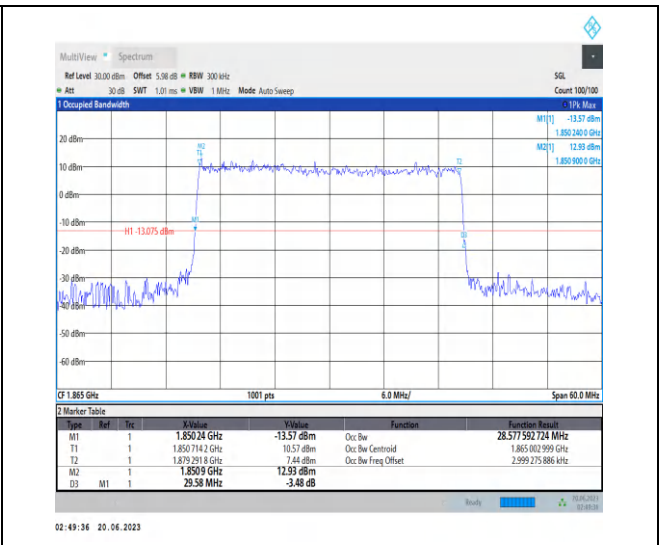 MultiView Spectrum
Ref Level 30.00 dBm Offset 5.98 dB RBW 300 kHz SGL
Att 30 dB SWT 1.01 ms VBW 1 MHz Mode Auto Sweep Count 100/100
1 Occupied Bandwidth 1Pk Max
M1[1] -13.57 dBm
1.850 240 0 GHz
M2[1] 12.93 dBm
1.850 900 0 GHz
20 dBm
M2
T1
T2
10 dBm
0 dBm
-10 dBm
M1
H1 -13.075 dBm
D3
-20 dBm
-30 dBm
-40 dBm
-50 dBm
-60 dBm
CF 1.865 GHz 1001 pts 6.0 MHz/ Span 60.0 MHz
2 Marker Table
Type Ref Trc X-Value Y-Value Function Function Result
M1 1 1.85024 GHz -13.57 dBm Occ Bw 28.577 592 724 MHz
T1 1 1.850 714 2 GHz 10.57 dBm Occ Bw Centroid 1.865 002 999 GHz
T2 1 1.879 291 8 GHz 7.44 dBm Occ Bw Freq Offset 2.999 275 886 kHz
M2 1 1.8509 GHz 12.93 dBm
D3 M1 1 29.58 MHz -3.48 dB
Ready 20.06.2023
02:49:36
02:49:36 20.06.2023